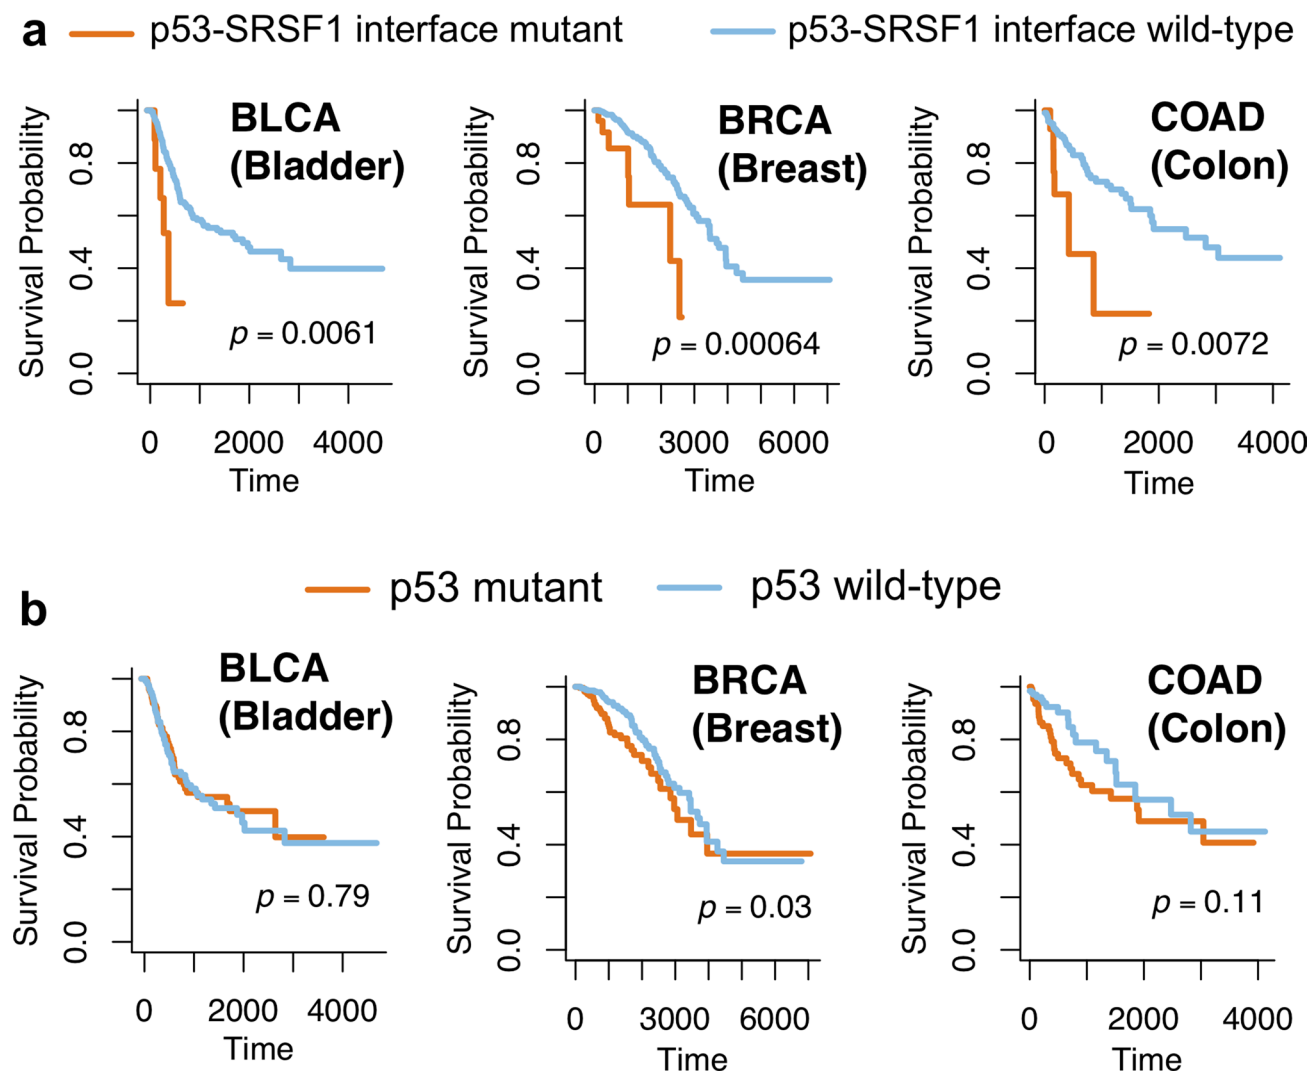 a p53-SRSF1 interface mutant p53-SRSF1 interface wild-type
Survival Probability
0.0 0.4 0.8
BLCA
(Bladder)
p = 0.0061
0 2000 4000
Time
Survival Probability
0.0 0.4 0.8
BRCA
(Breast)
p = 0.00064
0 3000 6000
Time
Survival Probability
0.0 0.4 0.8
COAD
(Colon)
p = 0.0072
0 2000 4000
Time
b p53 mutant p53 wild-type
Survival Probability
0.0 0.4 0.8
BLCA
(Bladder)
p = 0.79
0 2000 4000
Time
Survival Probability
0.0 0.4 0.8
BRCA
(Breast)
p = 0.03
0 3000 6000
Time
Survival Probability
0.0 0.4 0.8
COAD
(Colon)
p = 0.11
0 2000 4000
Time